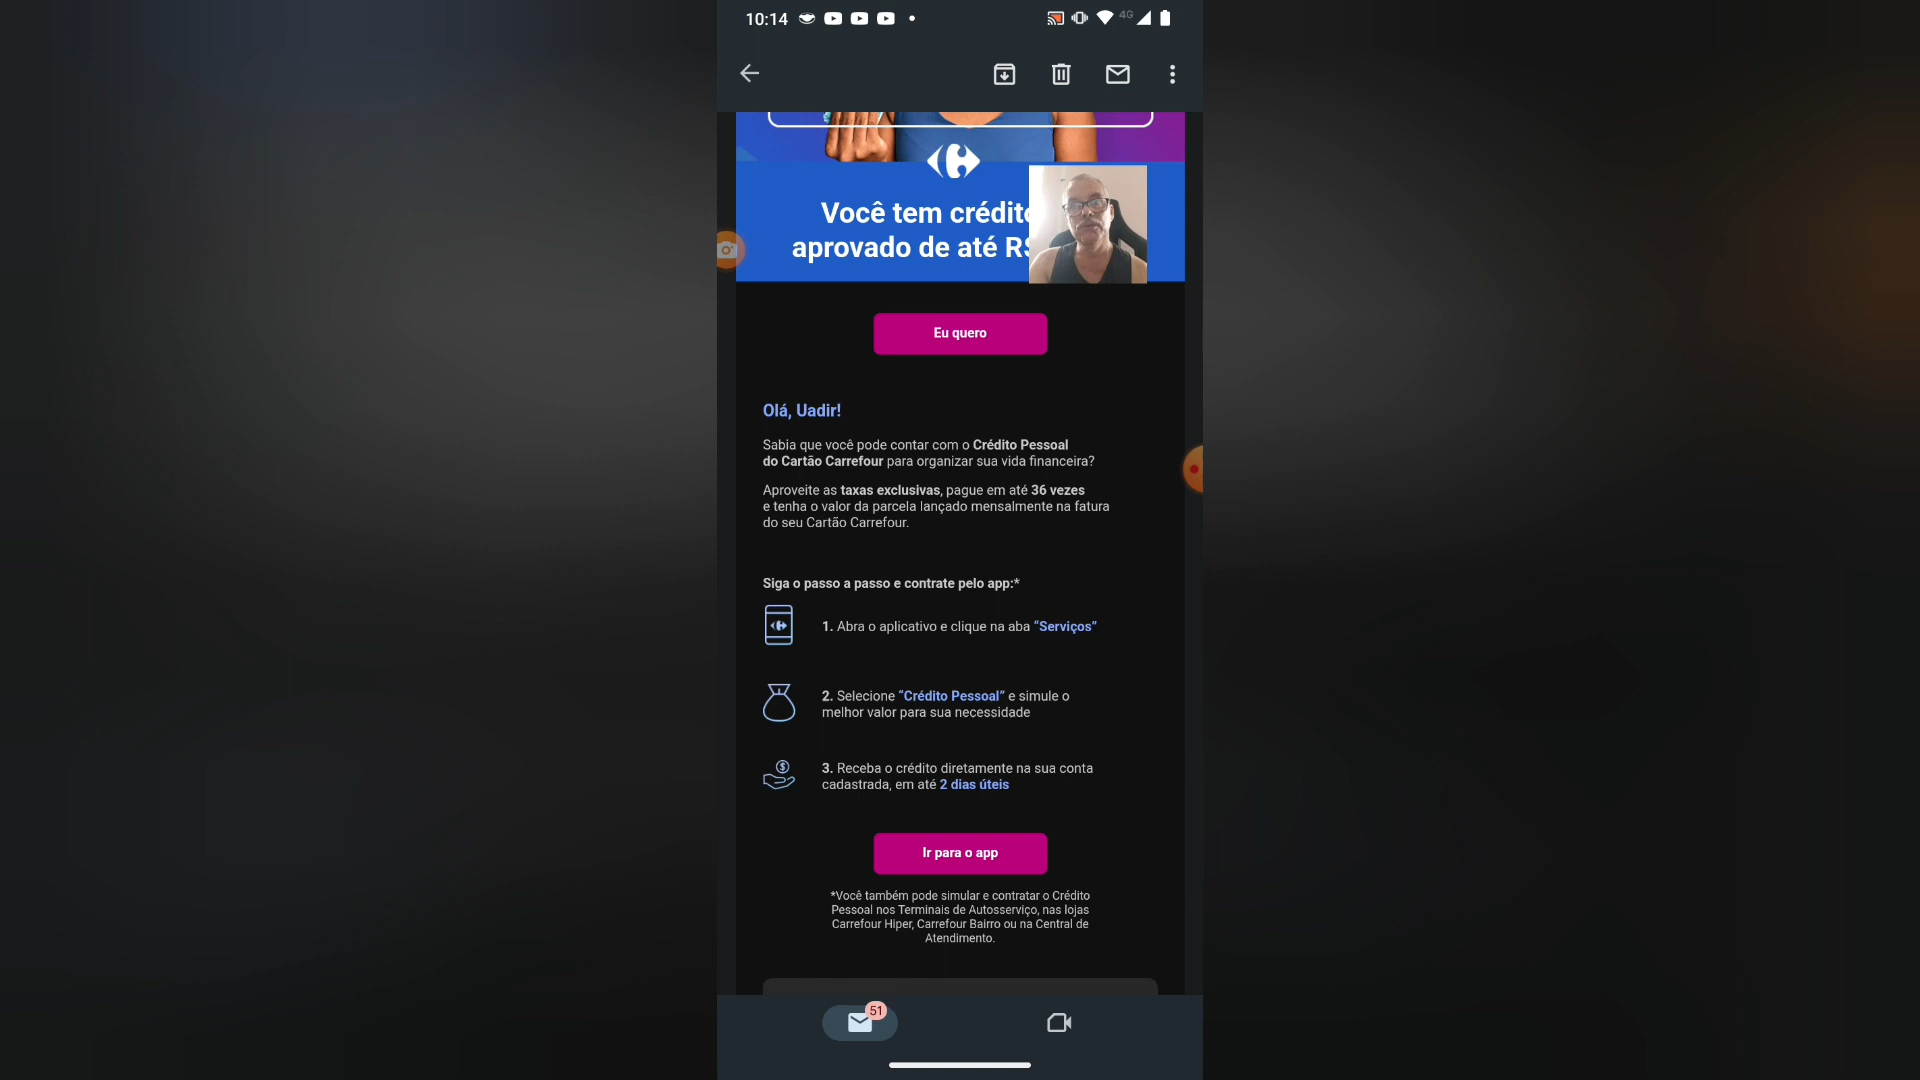 10:14
4G
Você tem crédito
aprovado de até R$
Eu quero
Olá, Uadir!
Sabia que você pode contar com o Crédito Pessoal
do Cartão Carrefour para organizar sua vida financeira?
Aproveite as taxas exclusivas, pague em até 36 vezes
e tenha o valor da parcela lançado mensalmente na fatura
do seu Cartão Carrefour.
Siga o passo a passo e contrate pelo app:*
1. Abra o aplicativo e clique na aba “Serviços”
2. Selecione “Crédito Pessoal” e simule o
melhor valor para sua necessidade
3. Receba o crédito diretamente na sua conta
cadastrada, em até 2 dias úteis
Ir para o app
*Você também pode simular e contratar o Crédito
Pessoal nos Terminais de Autosserviço, nas lojas
Carrefour Hiper, Carrefour Bairro ou na Central de
Atendimento.
51